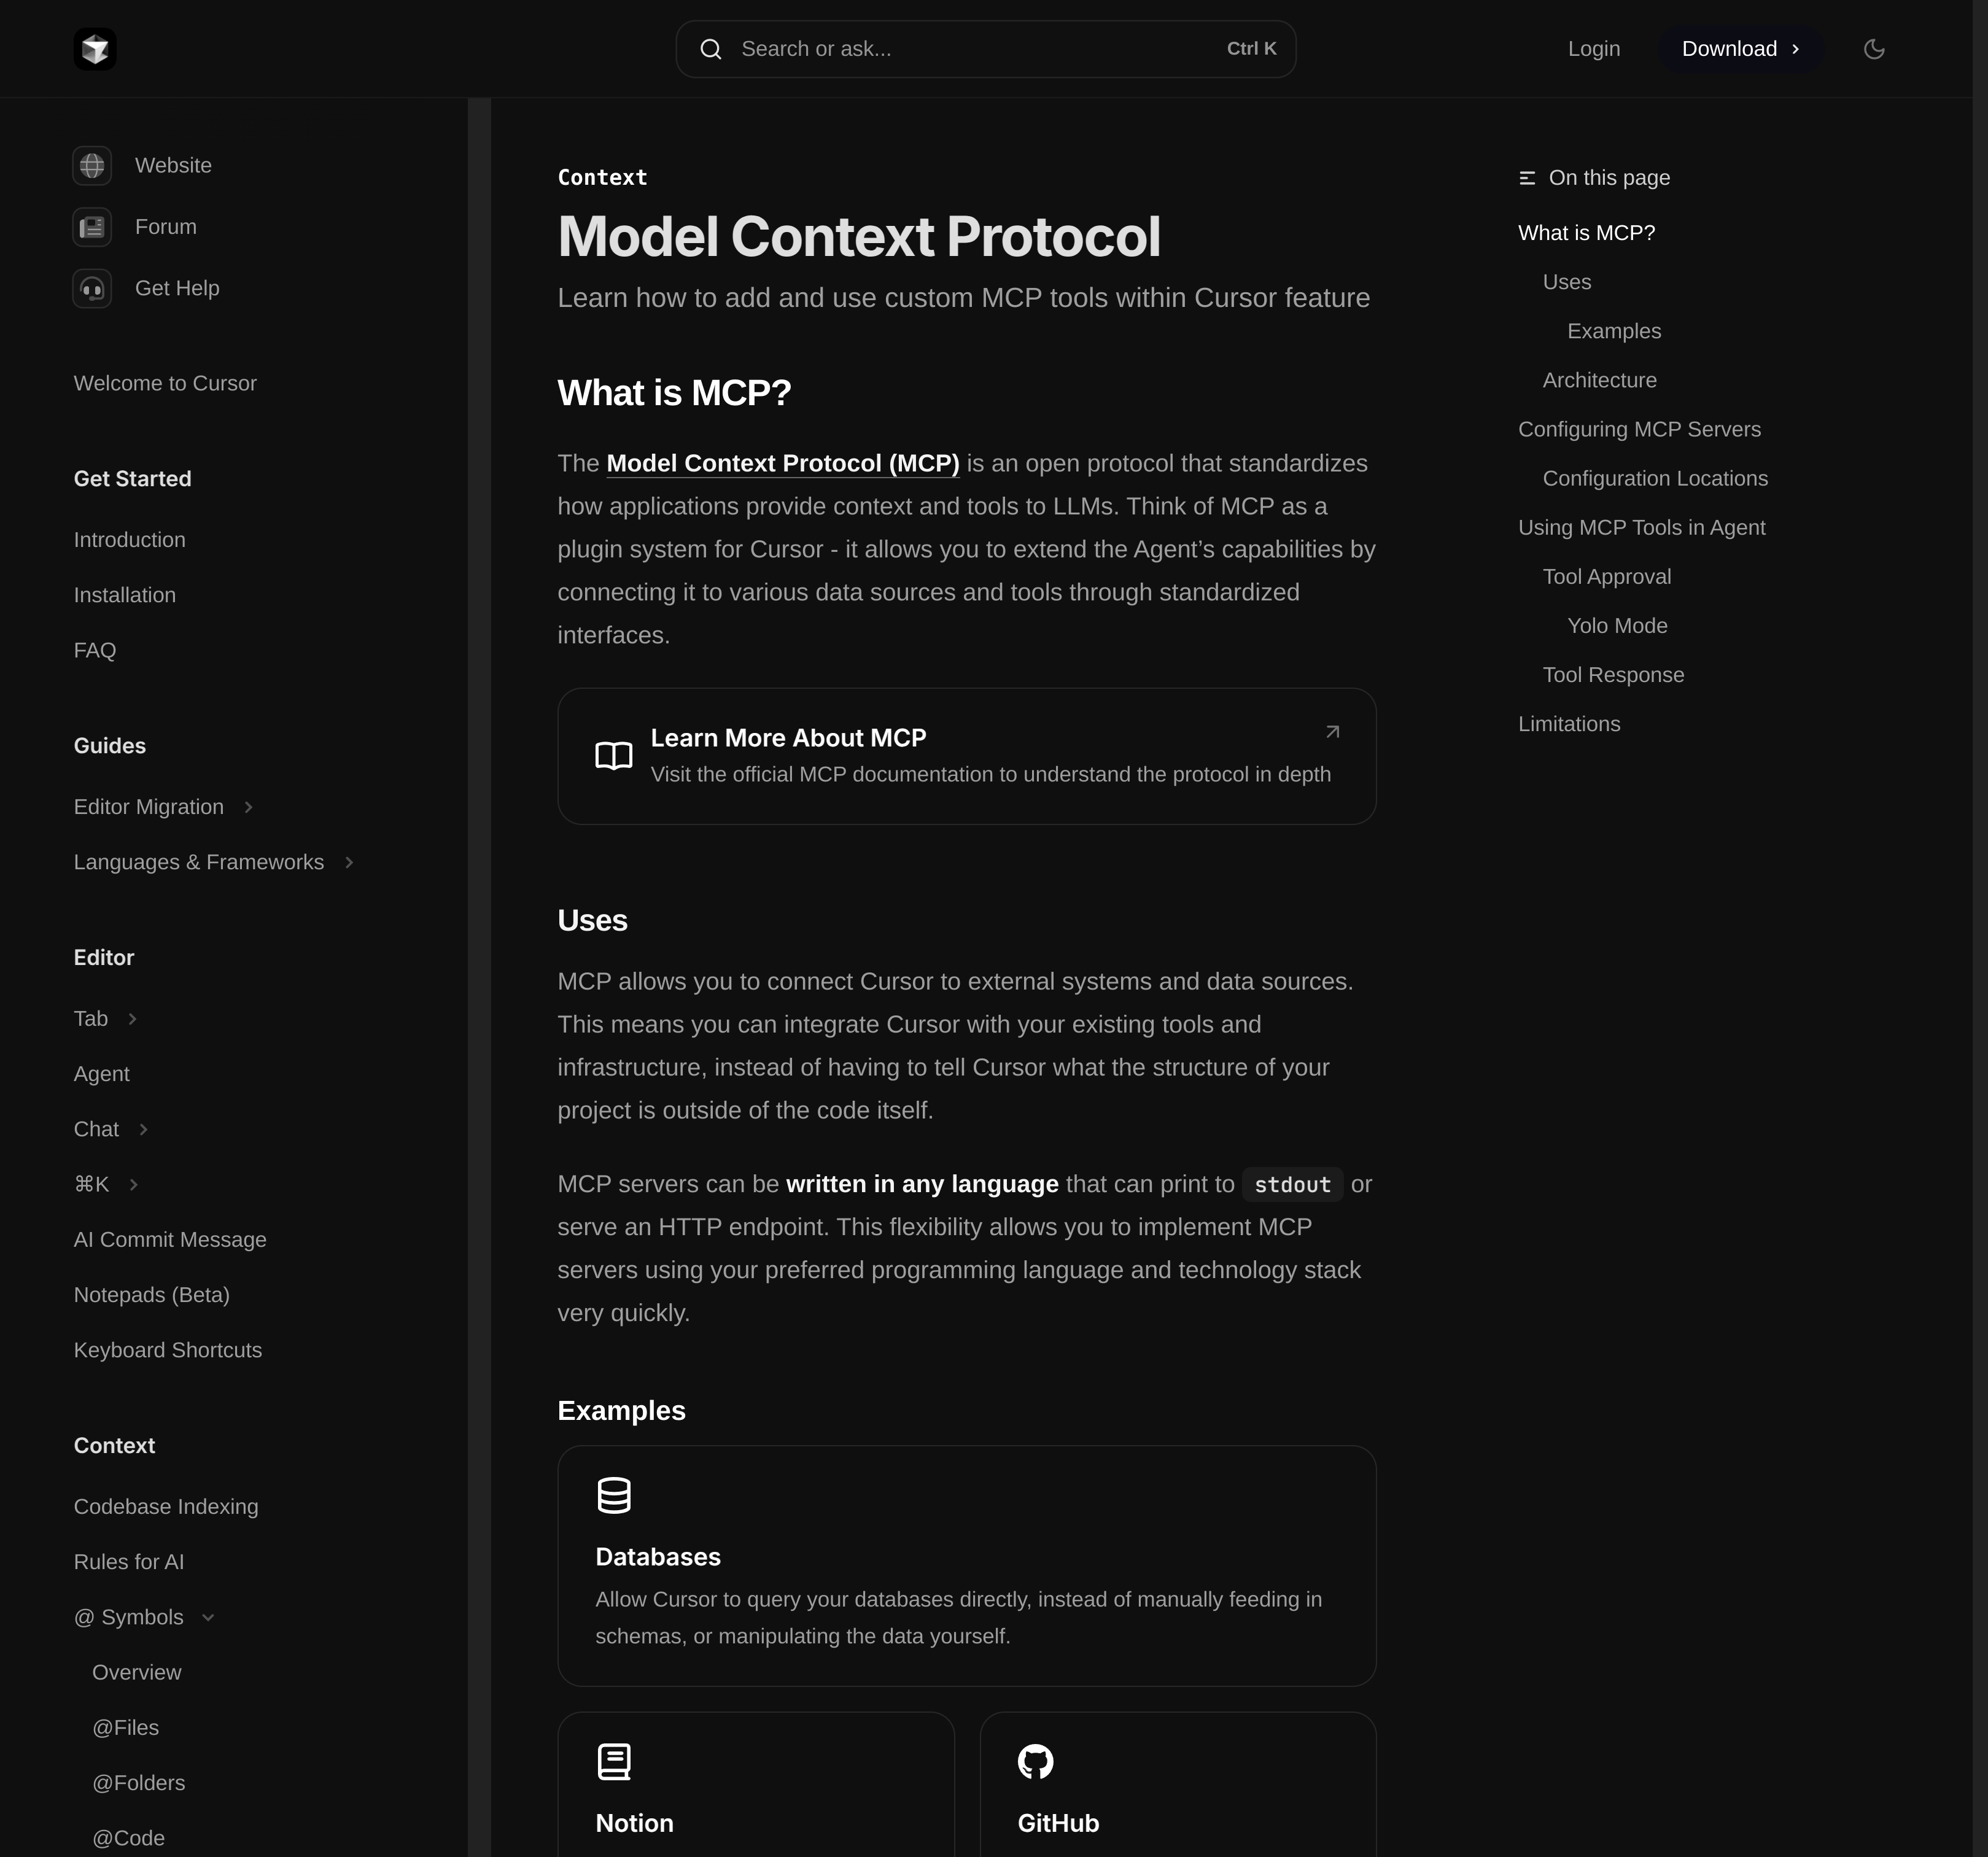 Search or ask...
Ctrl K
Login
Download
Website
Forum
Get Help
Welcome to Cursor
Get Started
Introduction
Installation
FAQ
Guides
Editor Migration
Languages & Frameworks
Editor
Tab
Agent
Chat
⌘K
AI Commit Message
Notepads (Beta)
Keyboard Shortcuts
Context
Codebase Indexing
Rules for AI
@ Symbols
Overview
@Files
@Folders
@Code
Context
Model Context Protocol
Learn how to add and use custom MCP tools within Cursor feature
What is MCP?
The Model Context Protocol (MCP) is an open protocol that standardizes
how applications provide context and tools to LLMs. Think of MCP as a
plugin system for Cursor - it allows you to extend the Agent’s capabilities by
connecting it to various data sources and tools through standardized
interfaces.
Learn More About MCP
Visit the official MCP documentation to understand the protocol in depth
Uses
MCP allows you to connect Cursor to external systems and data sources.
This means you can integrate Cursor with your existing tools and
infrastructure, instead of having to tell Cursor what the structure of your
project is outside of the code itself.
MCP servers can be written in any language that can print to stdout or
serve an HTTP endpoint. This flexibility allows you to implement MCP
servers using your preferred programming language and technology stack
very quickly.
Examples
Databases
Allow Cursor to query your databases directly, instead of manually feeding in
schemas, or manipulating the data yourself.
Notion
GitHub
On this page
What is MCP?
Uses
Examples
Architecture
Configuring MCP Servers
Configuration Locations
Using MCP Tools in Agent
Tool Approval
Yolo Mode
Tool Response
Limitations